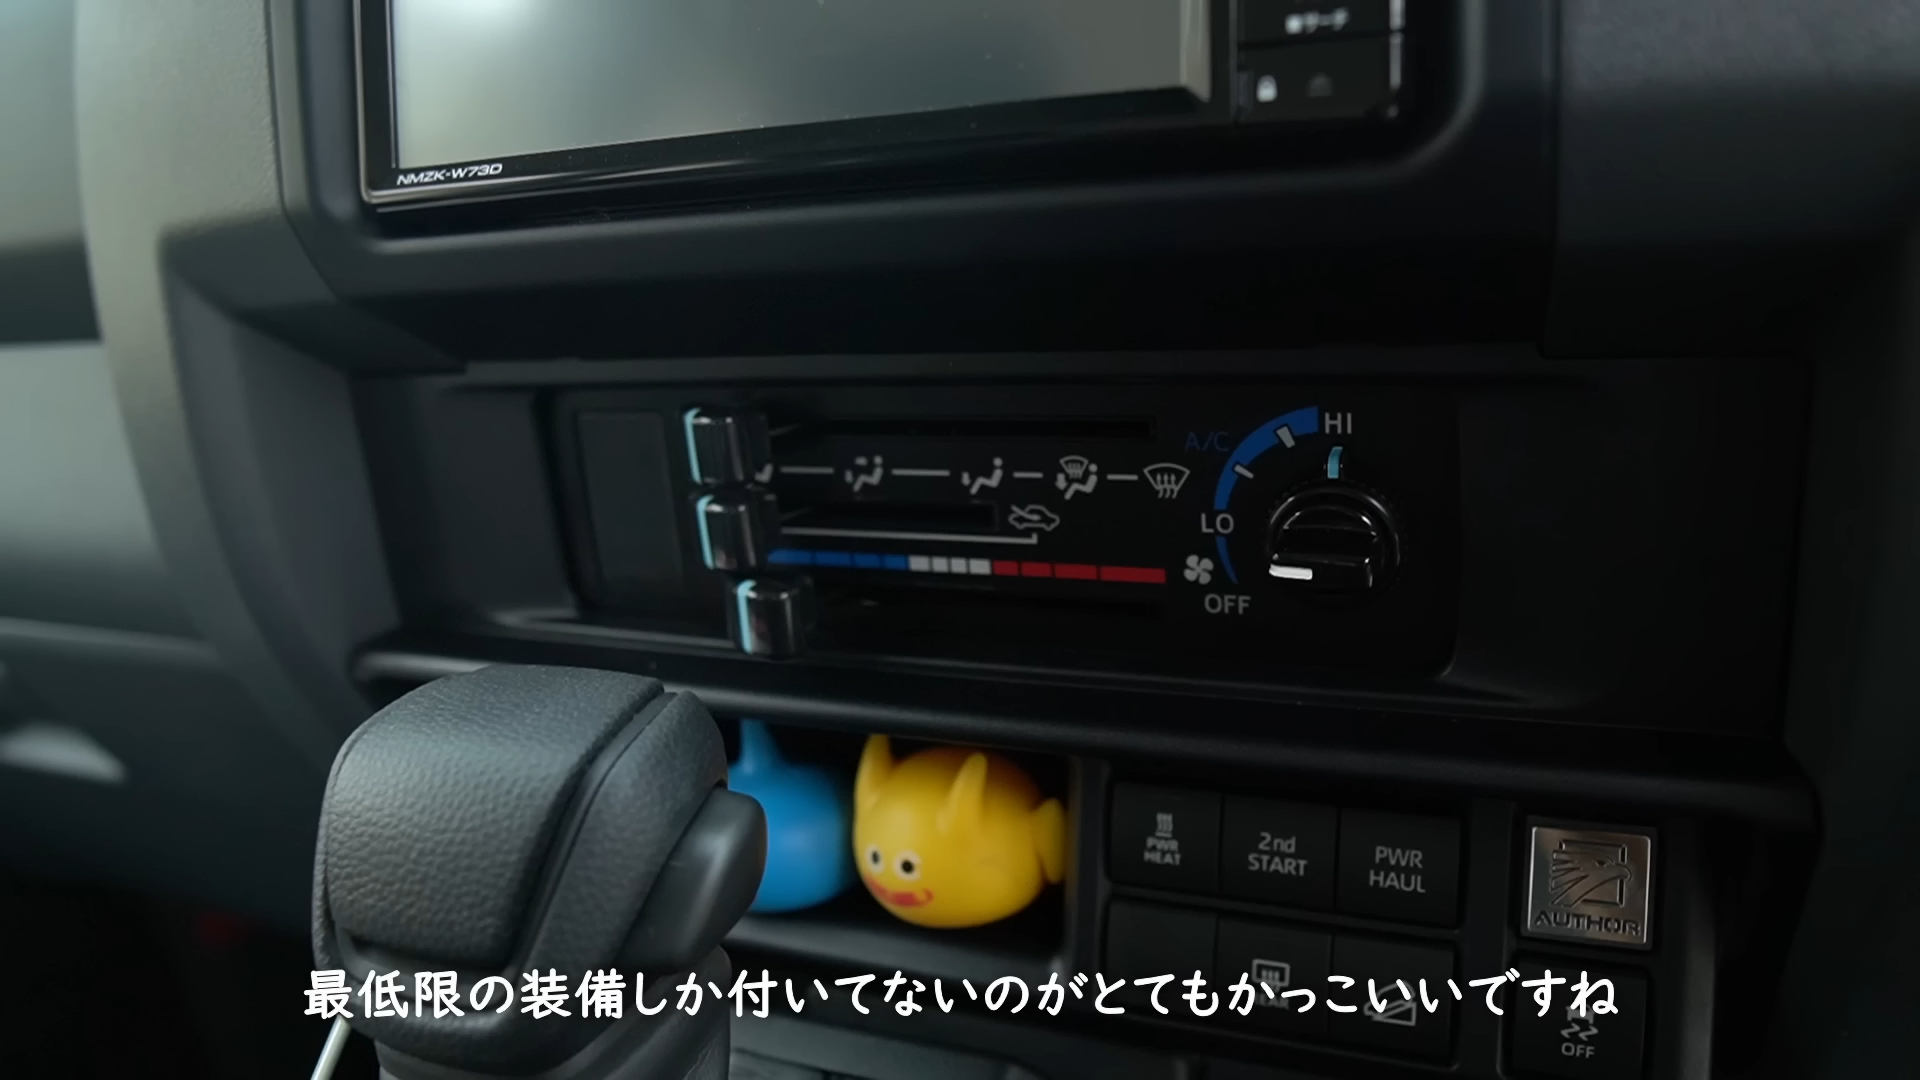 NMZK-W73D
A/C
HI
LO
OFF
PWR
HEAT
2nd
START
PWR
HAUL
AUTHOR
OFF
最低限の装備しか付いてないのがとてもかっこいいですね